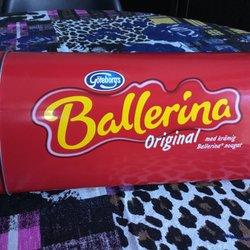 Göteborgs
Ballerina
Original
med krämig
Ballerina® nougat